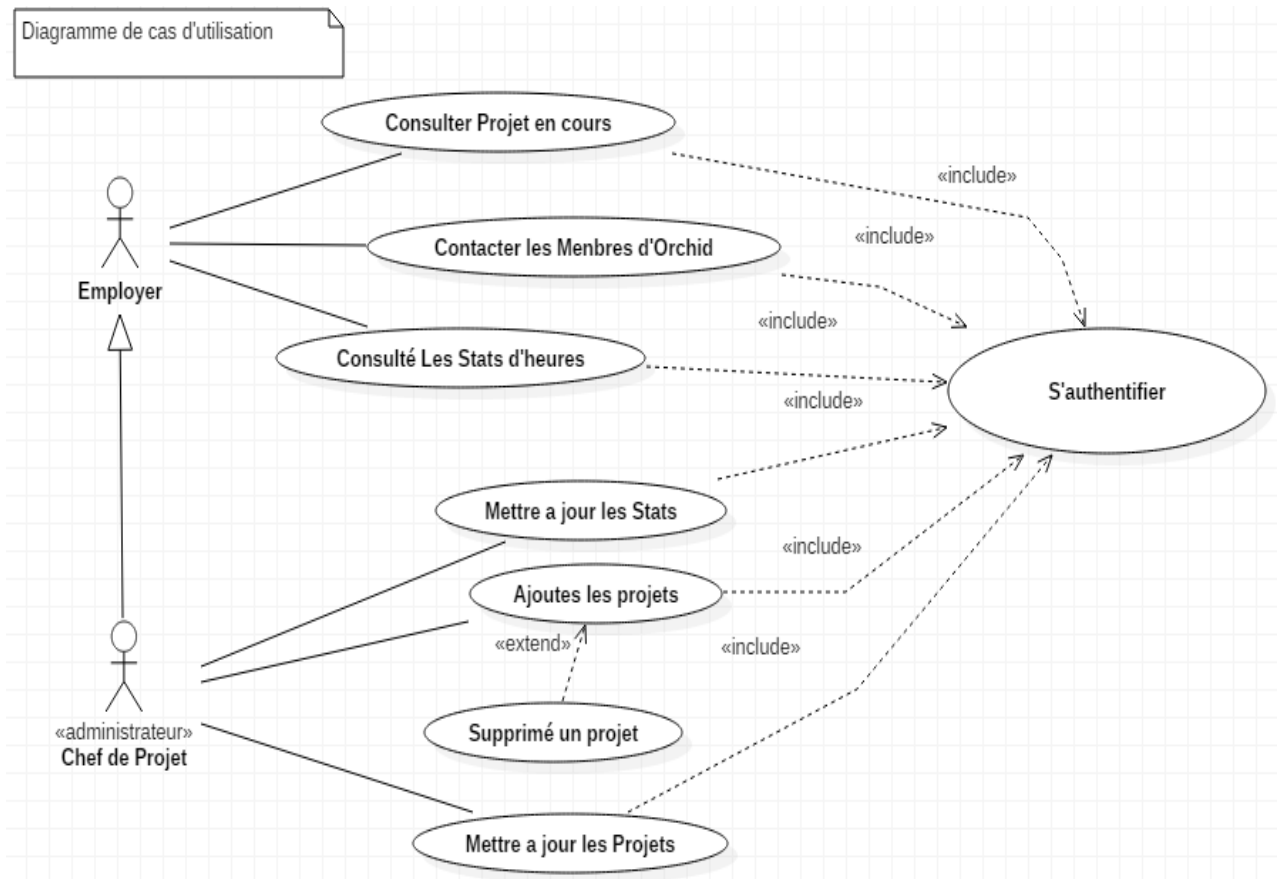 Diagramme de cas d'utilisation
Consulter Projet en cours
«include»
«include»
Contacter les Menbres d'Orchid
Employer
«include»
Consulté Les Stats d'heures
S'authentifier
«include»
Mettre a jour les Stats
«include»
Ajoutes les projets
«extend»
«include»
Supprimé un projet
«administrateur»
Chef de Projet
Mettre a jour les Projets